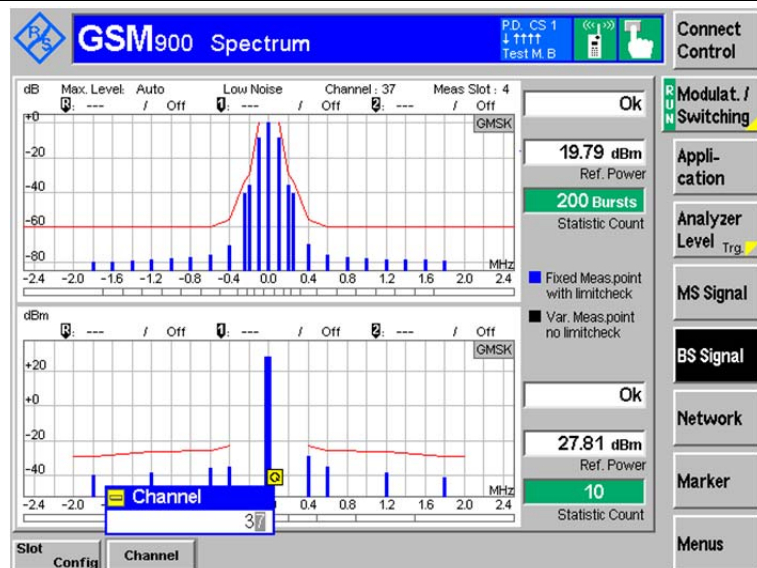 R&S
GSM900 Spectrum
P.D. CS 1
↓ ↑↑↑↑
Test M. B
Connect
Control
dB Max. Level: Auto Low Noise Channel : 37 Meas Slot : 4
R: --- / Off 1: --- / Off 2: --- / Off
GMSK
+0
-20
-40
-60
-80
MHz
-2.4 -2.0 -1.6 -1.2 -0.8 -0.4 0.0 0.4 0.8 1.2 1.6 2.0 2.4
Ok
19.79 dBm
Ref. Power
200 Bursts
Statistic Count
Fixed Meas.point
with limitcheck
Var. Meas.point
no limitcheck
RUN
Modulat. /
Switching
Appli-
cation
Analyzer
Level Trg.
MS Signal
BS Signal
Network
Marker
Menus
dBm
R: --- / Off 1: --- / Off 2: --- / Off
GMSK
+20
+0
-20
-40
Q
MHz
-2.4 -2.0 0.4 0.8 1.2 1.6 2.0 2.4
Ok
27.81 dBm
Ref. Power
10
Statistic Count
Channel
37
Slot
Config
Channel